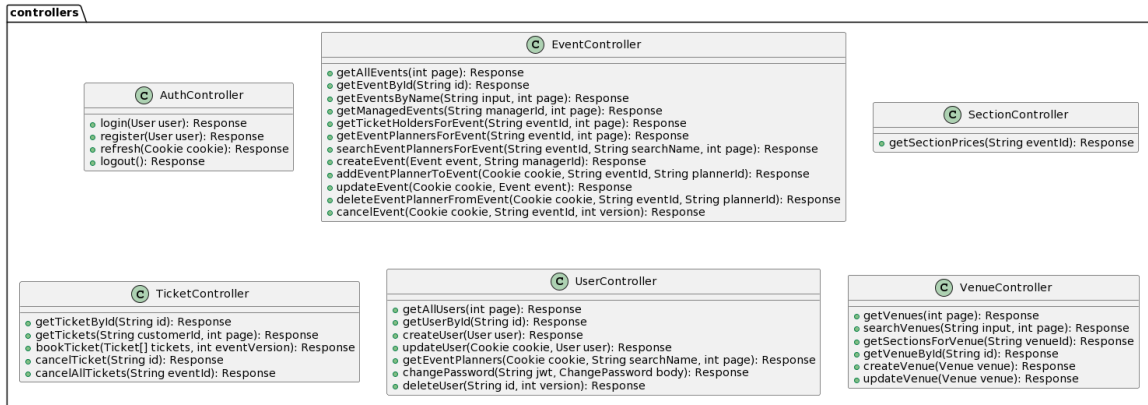 controllers
C EventController
getAllEvents(int page): Response
getEventById(String id): Response
getEventsByName(String input, int page): Response
getManagedEvents(String managerId, int page): Response
getTicketHoldersForEvent(String eventId, int page): Response
getEventPlannersForEvent(String eventId, int page): Response
searchEventPlannersForEvent(String eventId, String searchName, int page): Response
createEvent(Event event, String managerId): Response
addEventPlannerToEvent(Cookie cookie, String eventId, String plannerId): Response
updateEvent(Cookie cookie, Event event): Response
deleteEventPlannerFromEvent(Cookie cookie, String eventId, String plannerId): Response
cancelEvent(Cookie cookie, String eventId, int version): Response
C AuthController
login(User user): Response
register(User user): Response
refresh(Cookie cookie): Response
logout(): Response
C SectionController
getSectionPrices(String eventId): Response
C TicketController
getTicketById(String id): Response
getTickets(String customerId, int page): Response
bookTicket(Ticket[] tickets, int eventVersion): Response
cancelTicket(String id): Response
cancelAllTickets(String eventId): Response
C UserController
getAllUsers(int page): Response
getUserById(String id): Response
createUser(User user): Response
updateUser(Cookie cookie, User user): Response
getEventPlanners(Cookie cookie, String searchName, int page): Response
changePassword(String jwt, ChangePassword body): Response
deleteUser(String id, int version): Response
C VenueController
getVenues(int page): Response
searchVenues(String input, int page): Response
getSectionsForVenue(String venueId): Response
getVenueById(String id): Response
createVenue(Venue venue): Response
updateVenue(Venue venue): Response